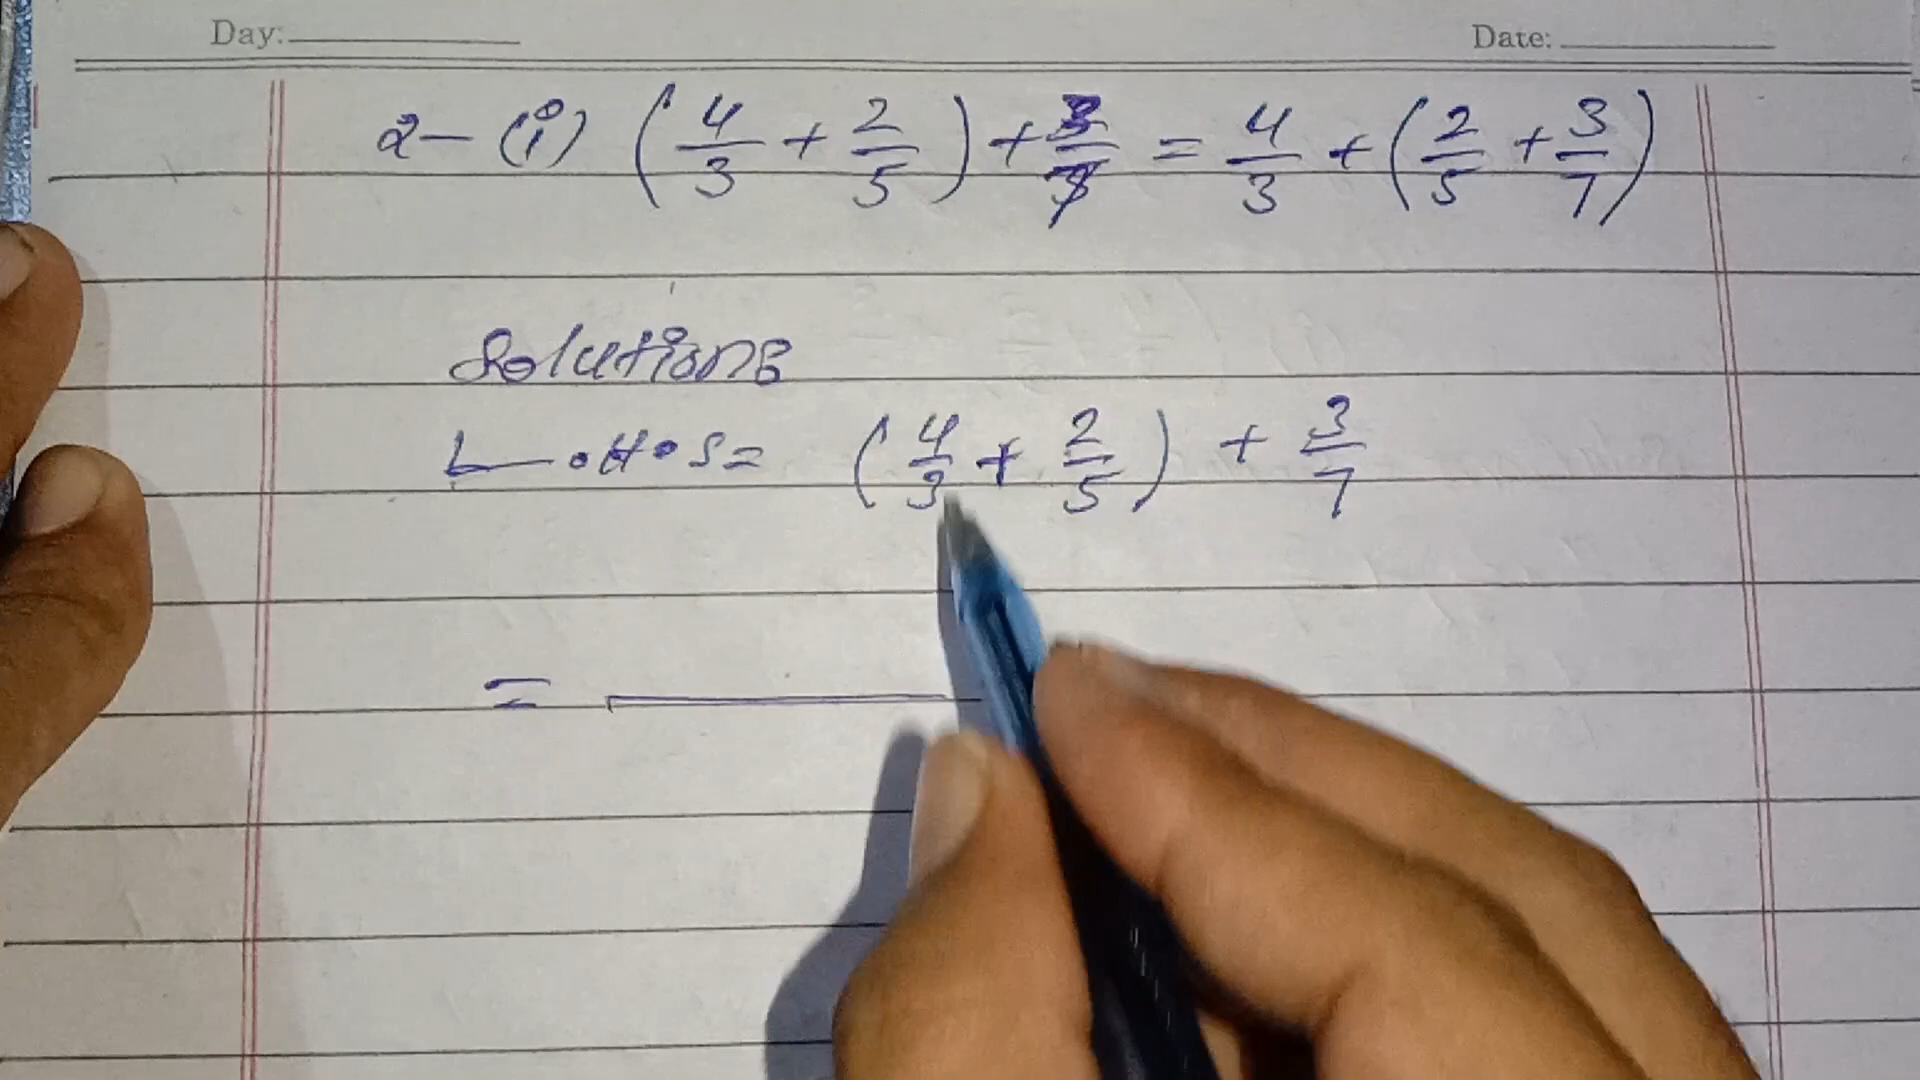 Day: Date:
2- (i) (4/3 + 2/5) + 3/7 = 4/3 + (2/5 + 3/7)
Solution:
L.H.S = (4/3 + 2/5) + 3/7
=